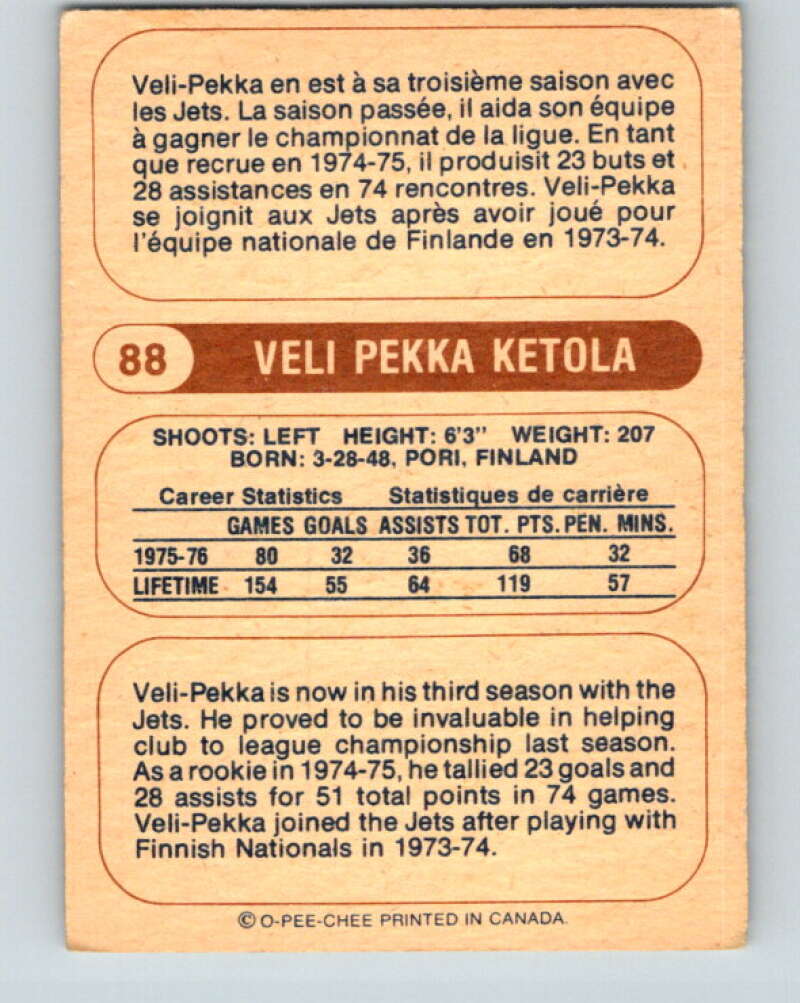 Veli-Pekka en est à sa troisième saison avec
les Jets. La saison passée, il aida son équipe
à gagner le championnat de la ligue. En tant
que recrue en 1974-75, il produisit 23 buts et
28 assistances en 74 rencontres. Veli-Pekka
se joignit aux Jets après avoir joué pour
l'équipe nationale de Finlande en 1973-74.
88 VELI PEKKA KETOLA
SHOOTS: LEFT HEIGHT: 6'3" WEIGHT: 207
BORN: 3-28-48, PORI, FINLAND
Career Statistics Statistiques de carrière
GAMES GOALS ASSISTS TOT. PTS. PEN. MINS.
1975-76 80 32 36 68 32
LIFETIME 154 55 64 119 57
Veli-Pekka is now in his third season with the
Jets. He proved to be invaluable in helping
club to league championship last season.
As a rookie in 1974-75, he tallied 23 goals and
28 assists for 51 total points in 74 games.
Veli-Pekka joined the Jets after playing with
Finnish Nationals in 1973-74.
© O-PEE-CHEE PRINTED IN CANADA.